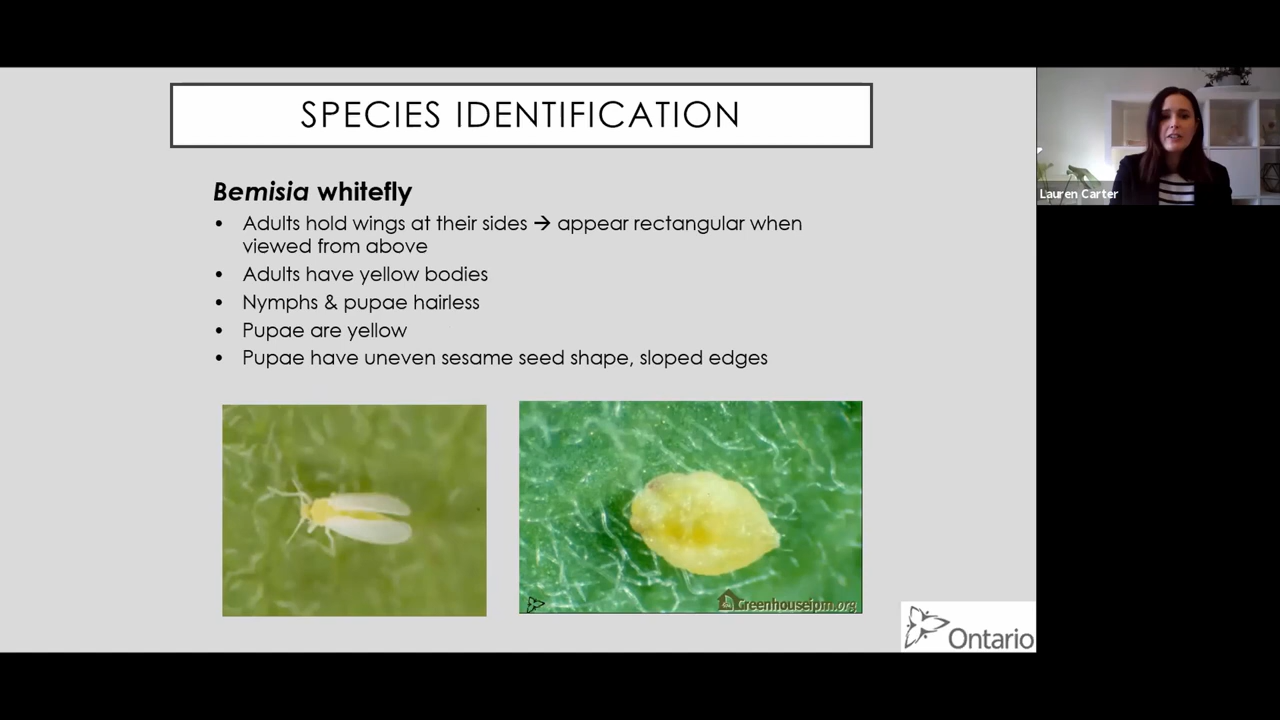 SPECIES IDENTIFICATION
Bemisia whitefly
• Adults hold wings at their sides → appear rectangular when
viewed from above
• Adults have yellow bodies
• Nymphs & pupae hairless
• Pupae are yellow
• Pupae have uneven sesame seed shape, sloped edges
Greenhouseipm.org
Ontario
Lauren Carter